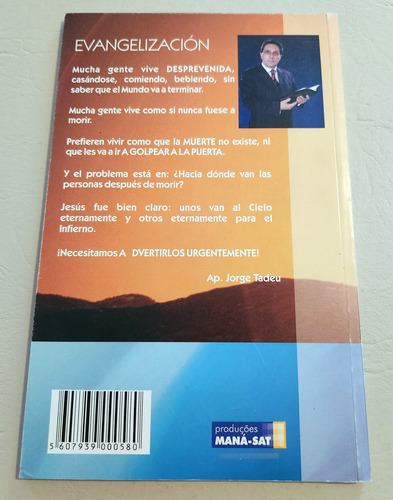 EVANGELIZACIÓN
Mucha gente vive DESPREVENIDA,
casándose, comiendo, bebiendo, sin
saber que el Mundo va a terminar.
Mucha gente vive como si nunca fuese a
morir.
Prefieren vivir como que la MUERTE no existe, ni
que les va a ir A GOLPEAR A LA PUERTA.
Y el problema está en: ¿Hacia dónde van las
personas después de morir?
Jesús fue bien claro: unos van al Cielo
eternamente y otros eternamente para el
Infierno.
¡Necesitamos A DVERTIRLOS URGENTEMENTE!
Ap. Jorge Tadeu
5 607939 000580
produções
MANÁ-SAT